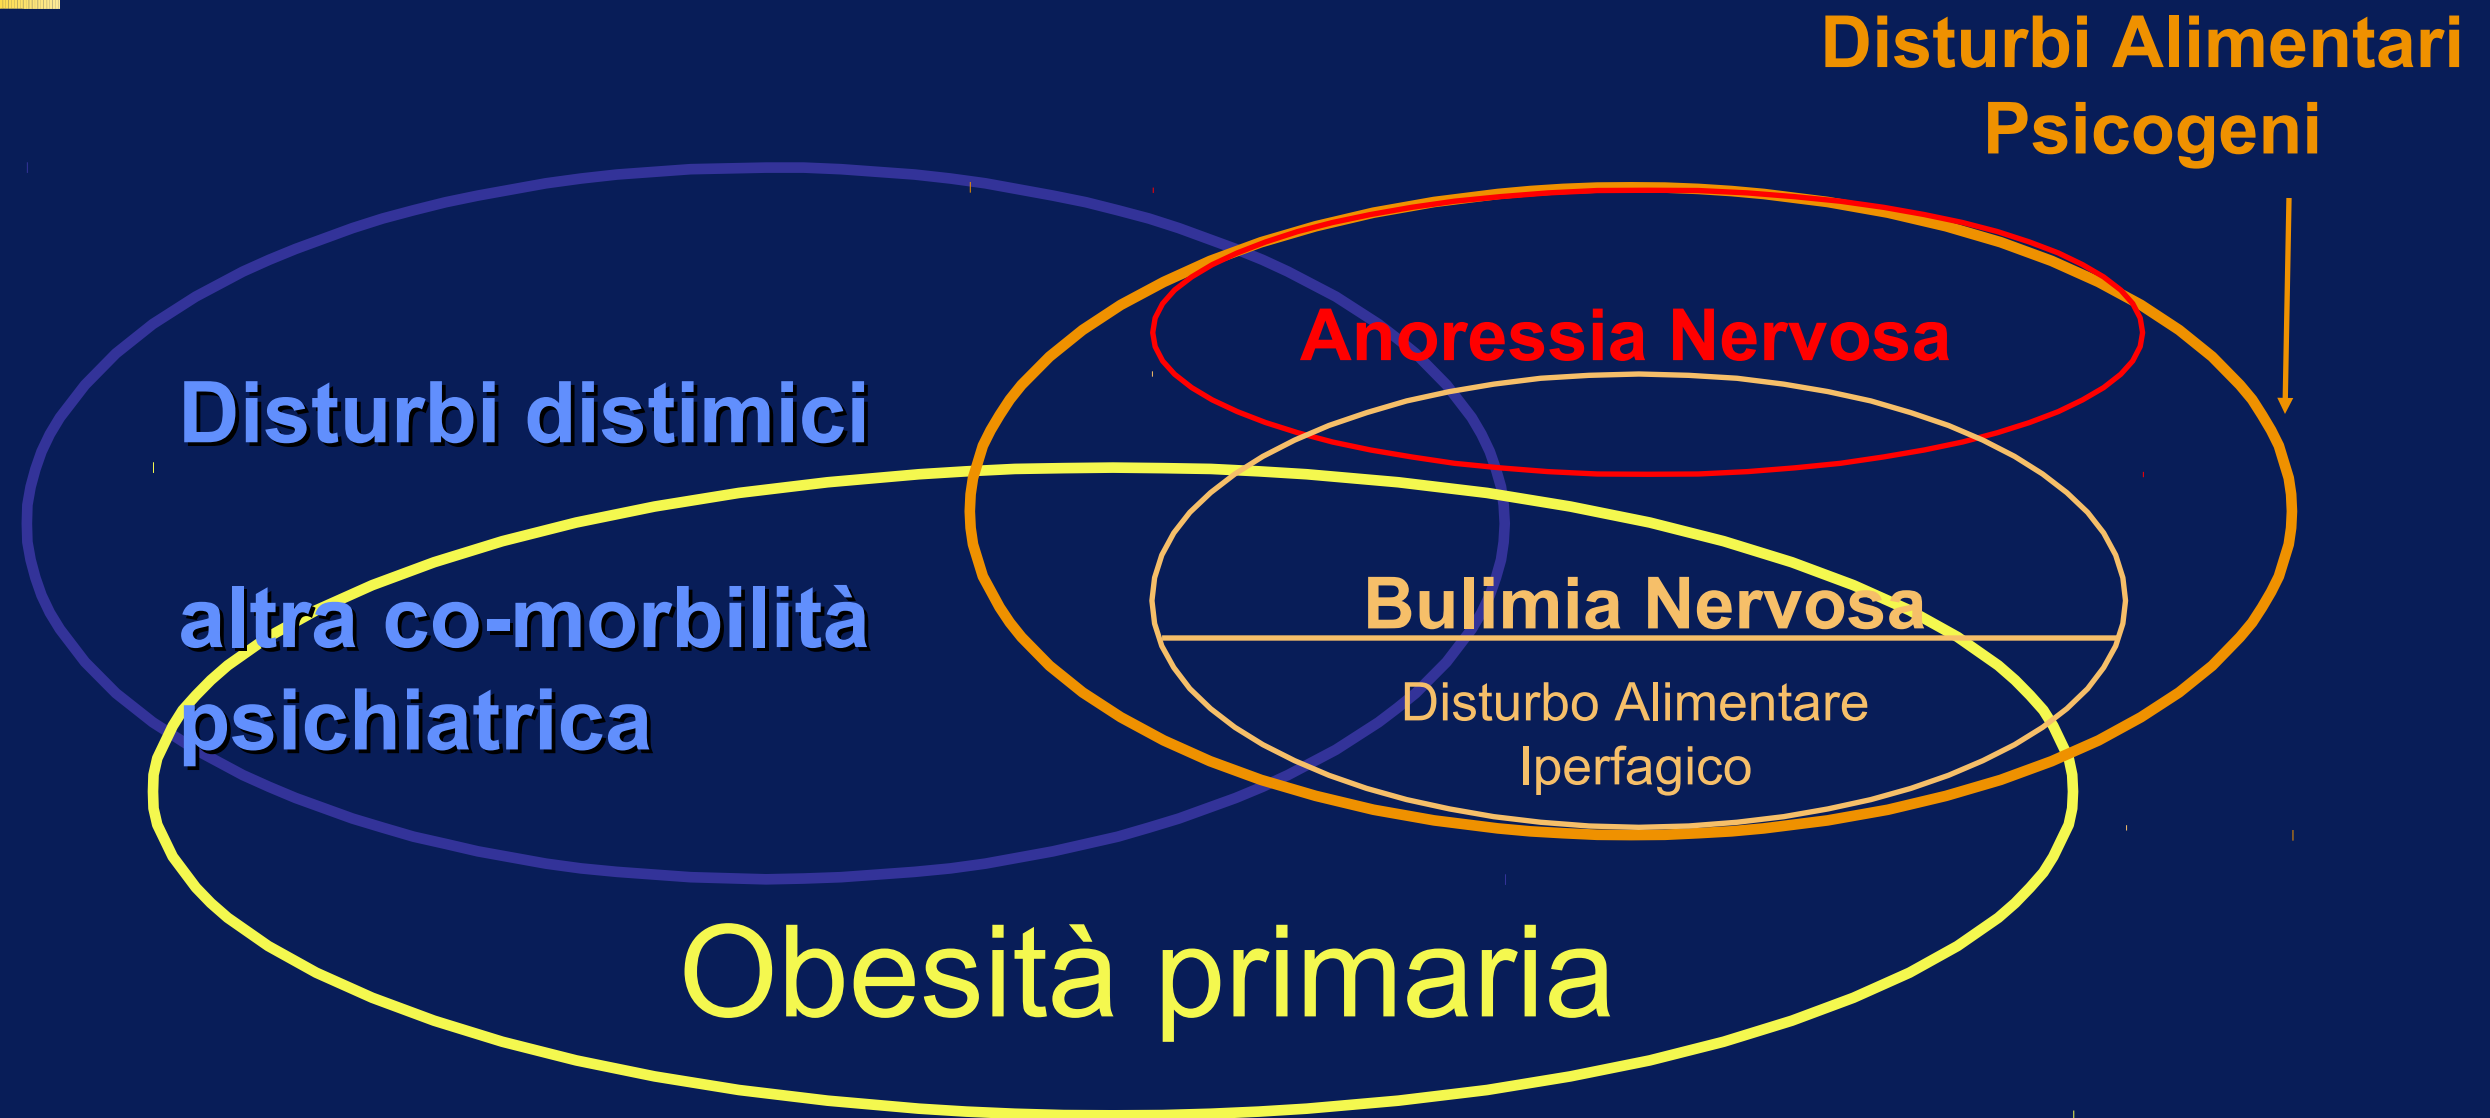 Disturbi Alimentari
Psicogeni
Anoressia Nervosa
Disturbi distimici
altra co-morbilità
psichiatrica
Bulimia Nervosa
Disturbo Alimentare
Iperfagico
Obesità primaria